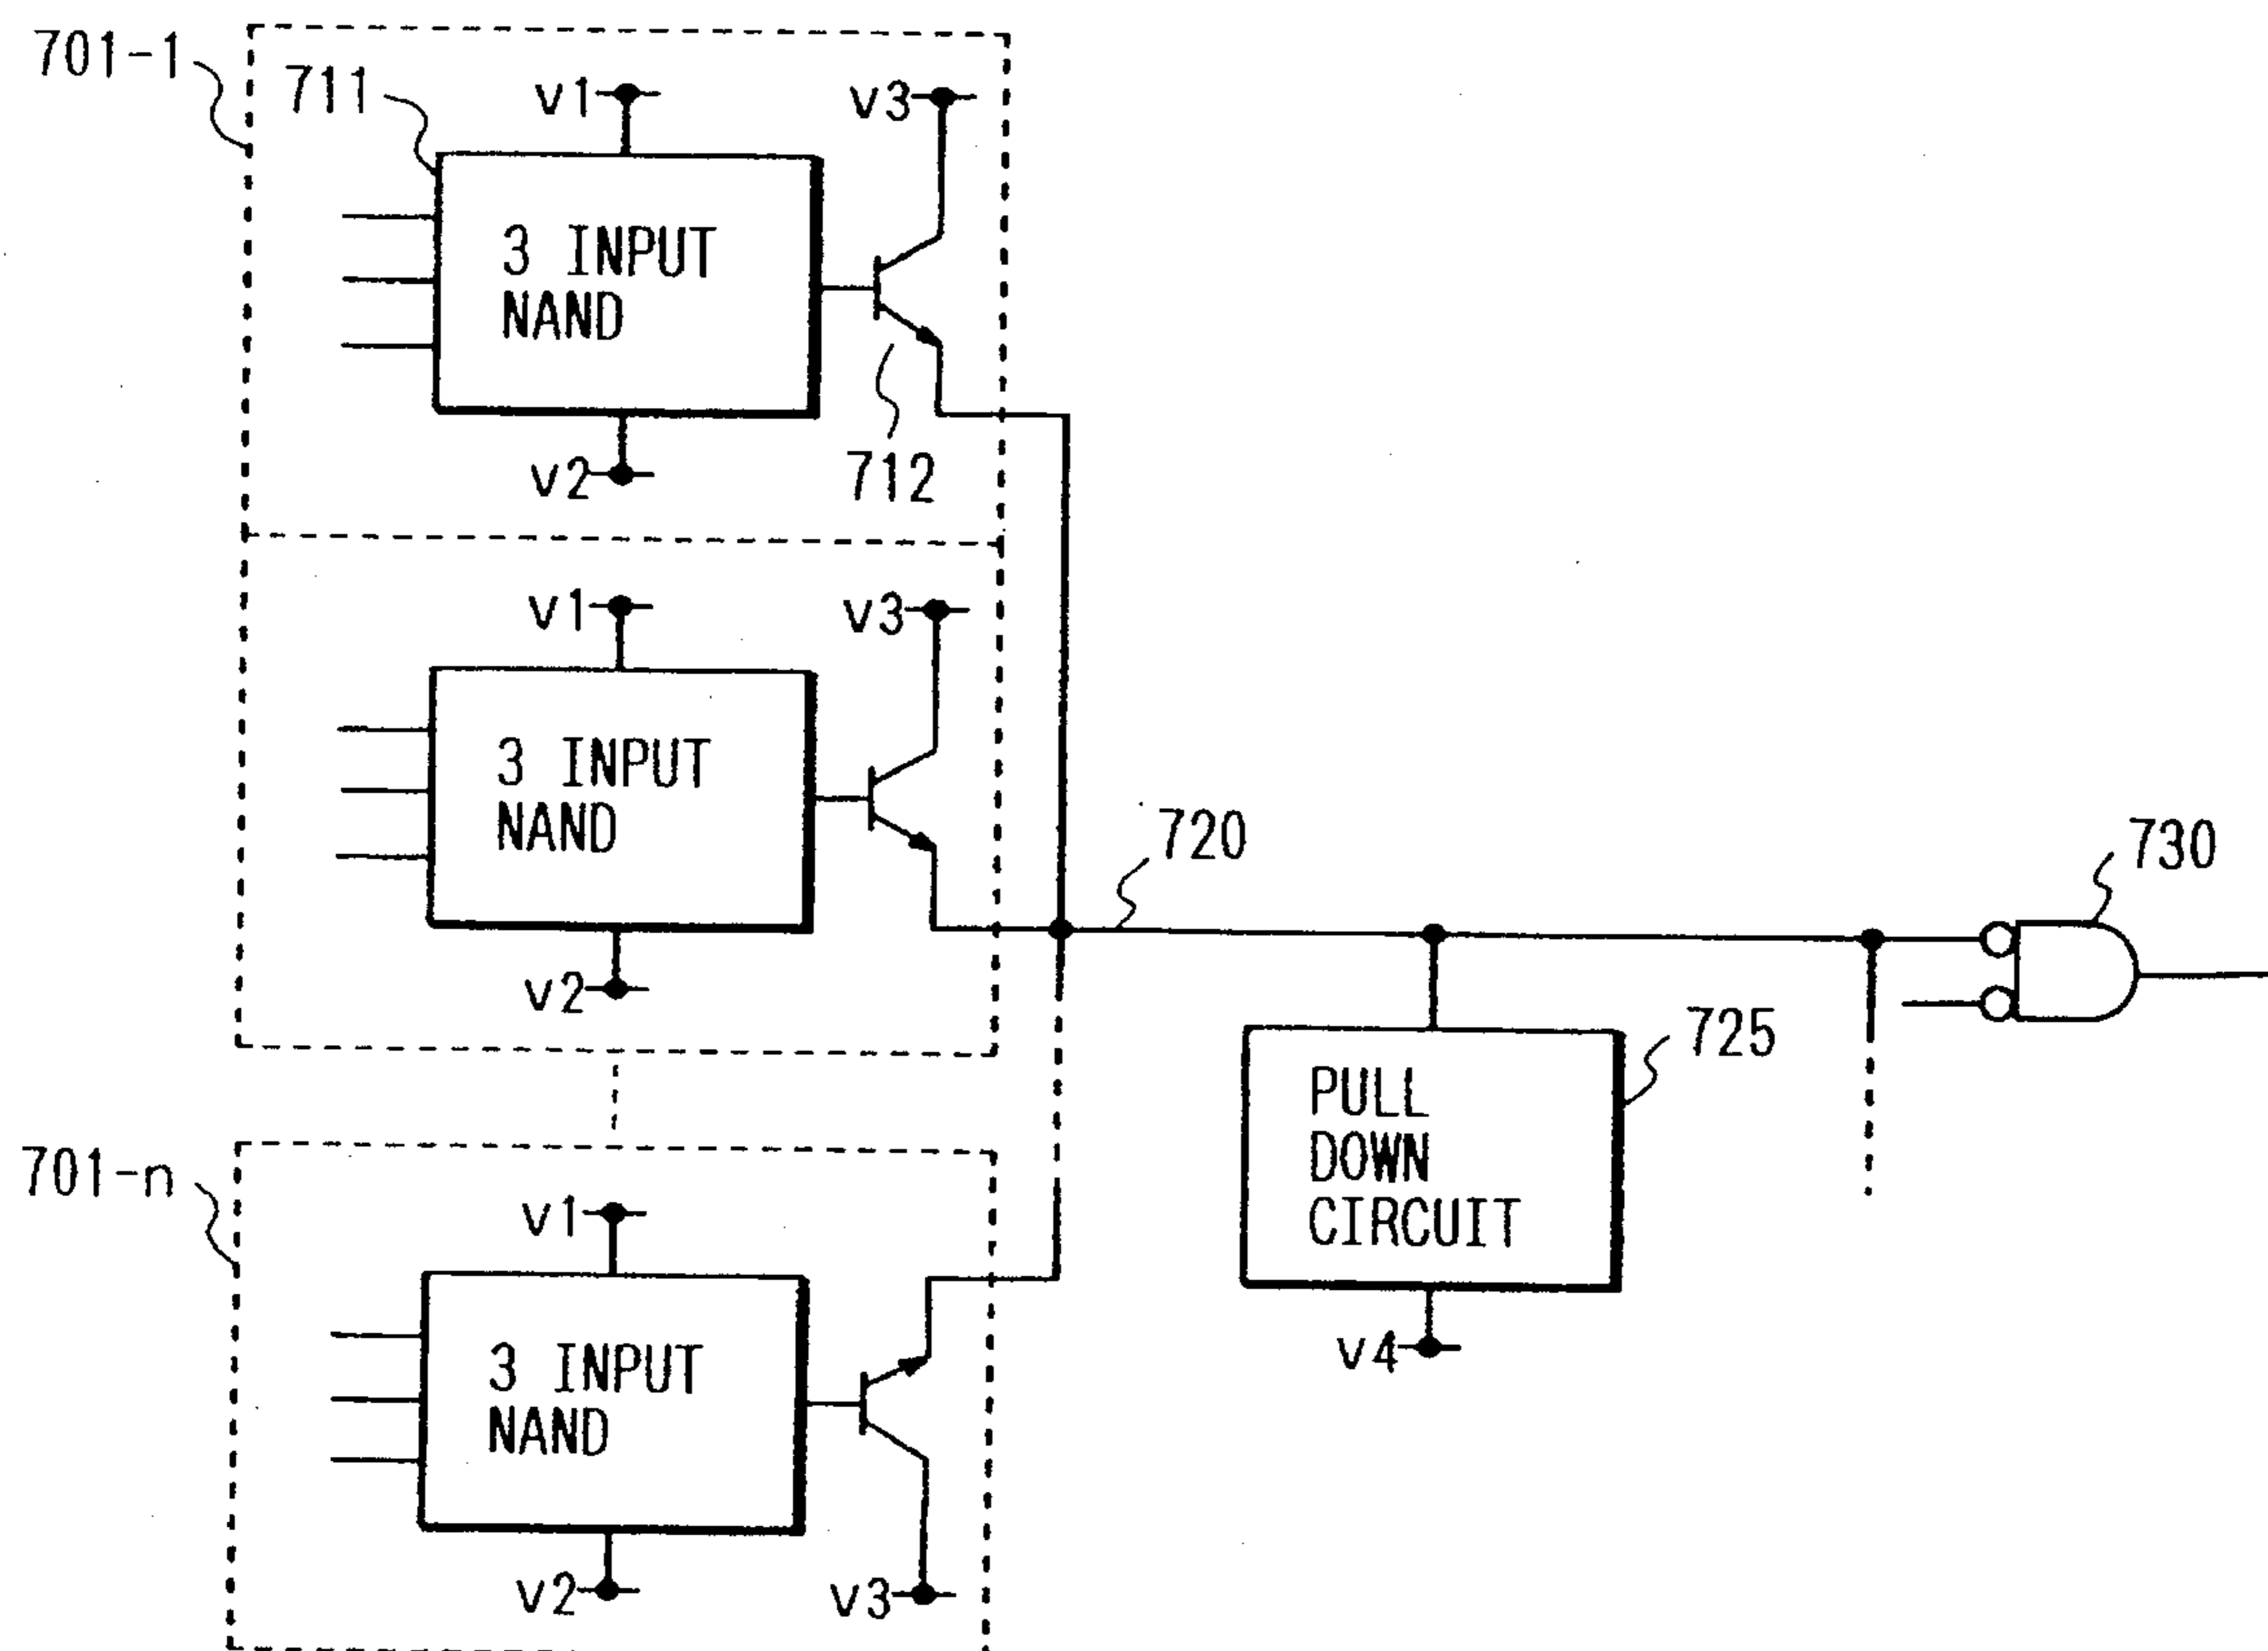 701-1
711
v1
v3
3 INPUT
NAND
v2
712
v1
v3
3 INPUT
NAND
v2
720
730
725
PULL
DOWN
CIRCUIT
v4
701-n
v1
3 INPUT
NAND
v2
v3